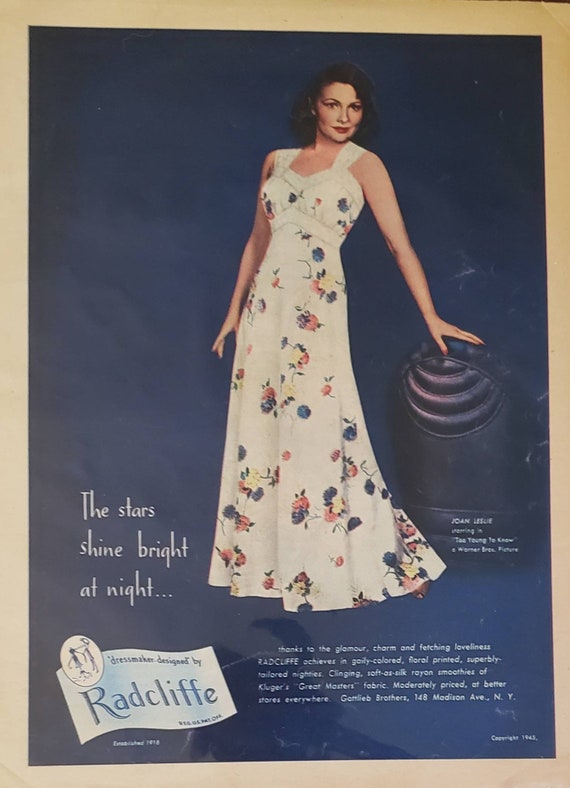 The stars
shine bright
at night...
JOAN LESLIE
starring in
"Too Young To Know"
a Warner Bros. Picture
"dressmaker-designed" by
Radcliffe
REG. U.S. PAT. OFF.
Established 1918
thanks to the glamour, charm and fetching loveliness
RADCLIFFE achieves in gaily-colored, floral printed, superbly-
tailored nighties. Clinging, soft-as-silk rayon smoothies of
Kluger's "Great Masters" fabric. Moderately priced, at better
stores everywhere. Gottlieb Brothers, 148 Madison Ave., N. Y.
Copyright 1945,